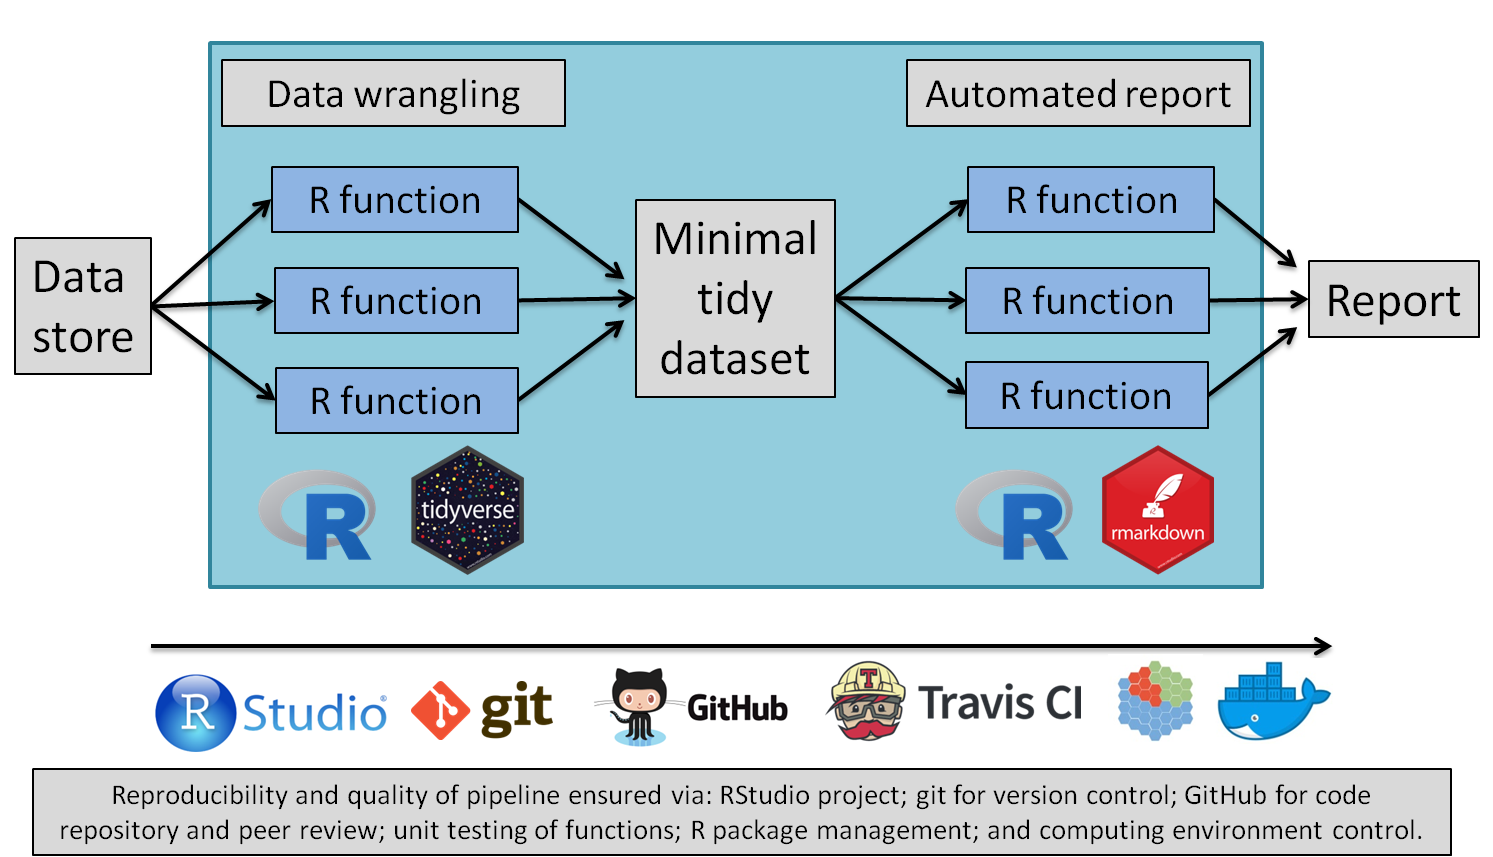 Data wrangling
Automated report
Data
store
R function
R function
R function
Minimal
tidy
dataset
R function
R function
R function
Report
R
tidyverse
R
rmarkdown
R Studio®
git
GitHub
T
Travis CI
Reproducibility and quality of pipeline ensured via: RStudio project; git for version control; GitHub for code
repository and peer review; unit testing of functions; R package management; and computing environment control.